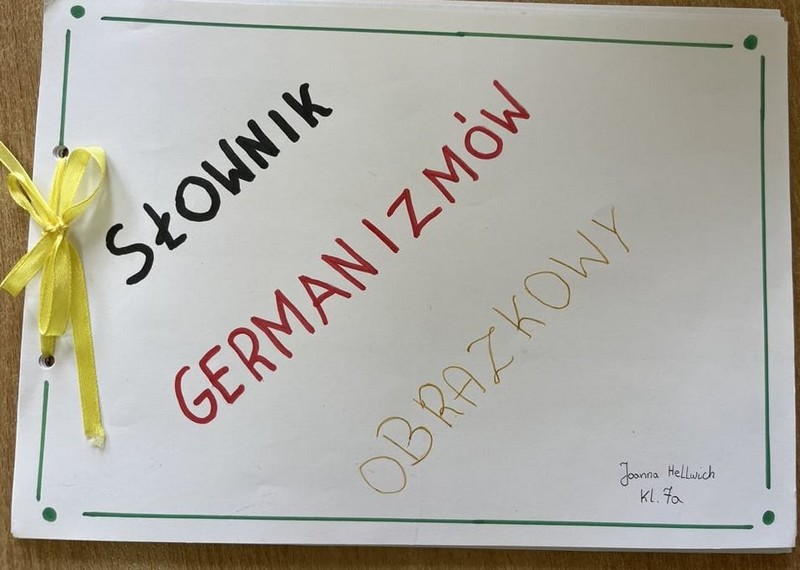 SŁOWNIK
GERMANIZMÓW
OBRAZKOWY
Joanna Hellwich
Kl. 7a